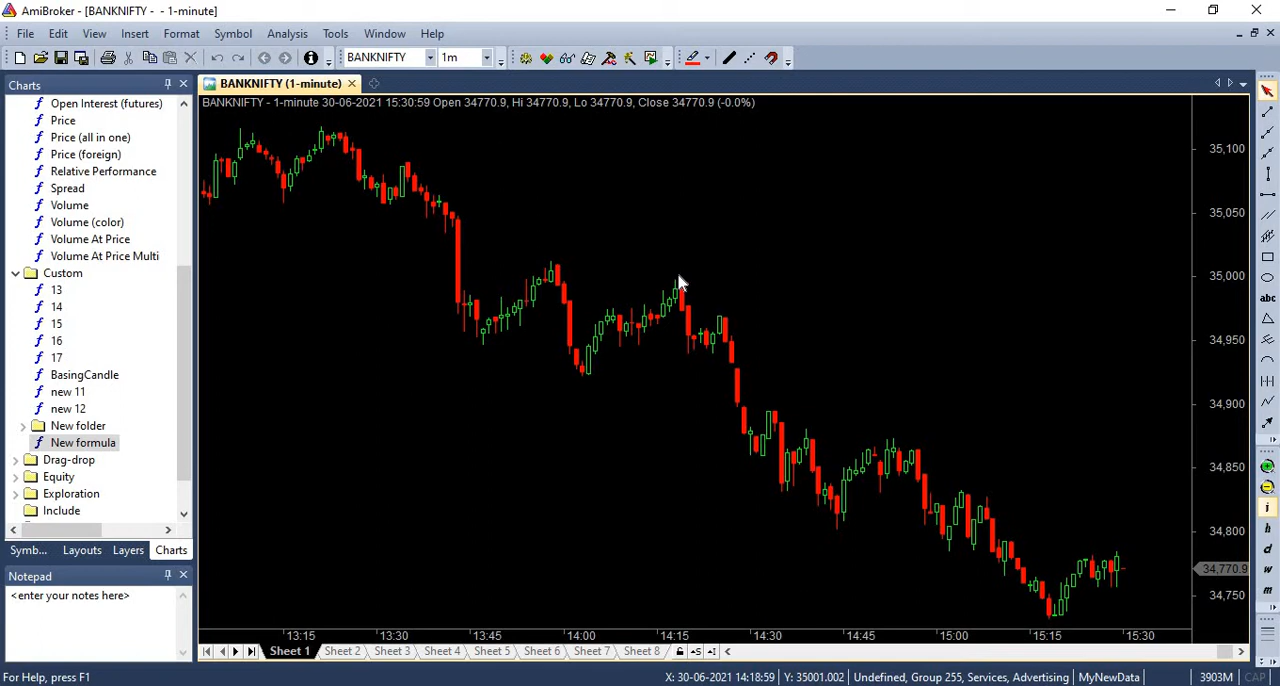 AmiBroker - [BANKNIFTY - - 1-minute]
File Edit View Insert Format Symbol Analysis Tools Window Help
BANKNIFTY 1m
Charts
BANKNIFTY (1-minute)
BANKNIFTY - 1-minute 30-06-2021 15:30:59 Open 34770.9, Hi 34770.9, Lo 34770.9, Close 34770.9 (-0.0%)
Open Interest (futures)
Price
Price (all in one)
Price (foreign)
Relative Performance
Spread
Volume
Volume (color)
Volume At Price
Volume At Price Multi
Custom
13
14
15
16
17
BasingCandle
new 11
new 12
New folder
New formula
Drag-drop
Equity
Exploration
Include
Symb... Layouts Layers Charts
Notepad
<enter your notes here>
35,100
35,050
35,000
34,950
34,900
34,850
34,800
34,770.9
34,750
abc
i
h
d
w
m
13:15 13:30 13:45 14:00 14:15 14:30 14:45 15:00 15:15 15:30
Sheet 1 Sheet 2 Sheet 3 Sheet 4 Sheet 5 Sheet 6 Sheet 7 Sheet 8
For Help, press F1
X: 30-06-2021 14:18:59 Y: 35001.002 Undefined, Group 255, Services, Advertising MyNewData 3903M CAP